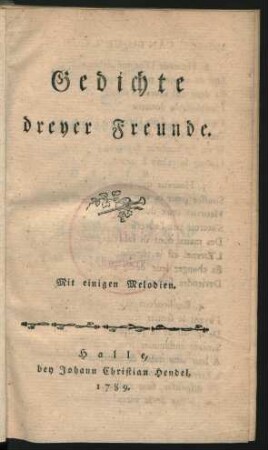 Gedichte
dreyer Freunde.
Mit einigen Melodien.
Halle,
bey Johann Christian Hendel.
1789.